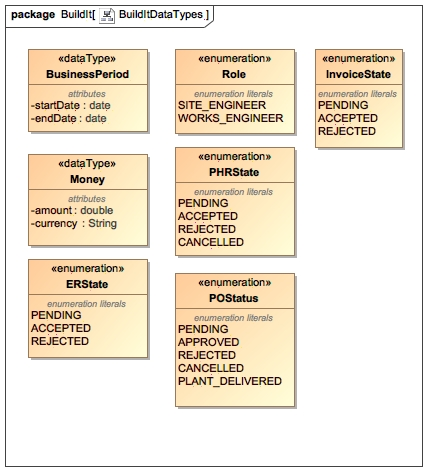 package BuildIt[ BuildItDataTypes ]
«dataType»
BusinessPeriod
attributes
-startDate : date
-endDate : date
«enumeration»
Role
enumeration literals
SITE_ENGINEER
WORKS_ENGINEER
«enumeration»
InvoiceState
enumeration literals
PENDING
ACCEPTED
REJECTED
«dataType»
Money
attributes
-amount : double
-currency : String
«enumeration»
PHRState
enumeration literals
PENDING
ACCEPTED
REJECTED
CANCELLED
«enumeration»
ERState
enumeration literals
PENDING
ACCEPTED
REJECTED
«enumeration»
POStatus
enumeration literals
PENDING
APPROVED
REJECTED
CANCELLED
PLANT_DELIVERED